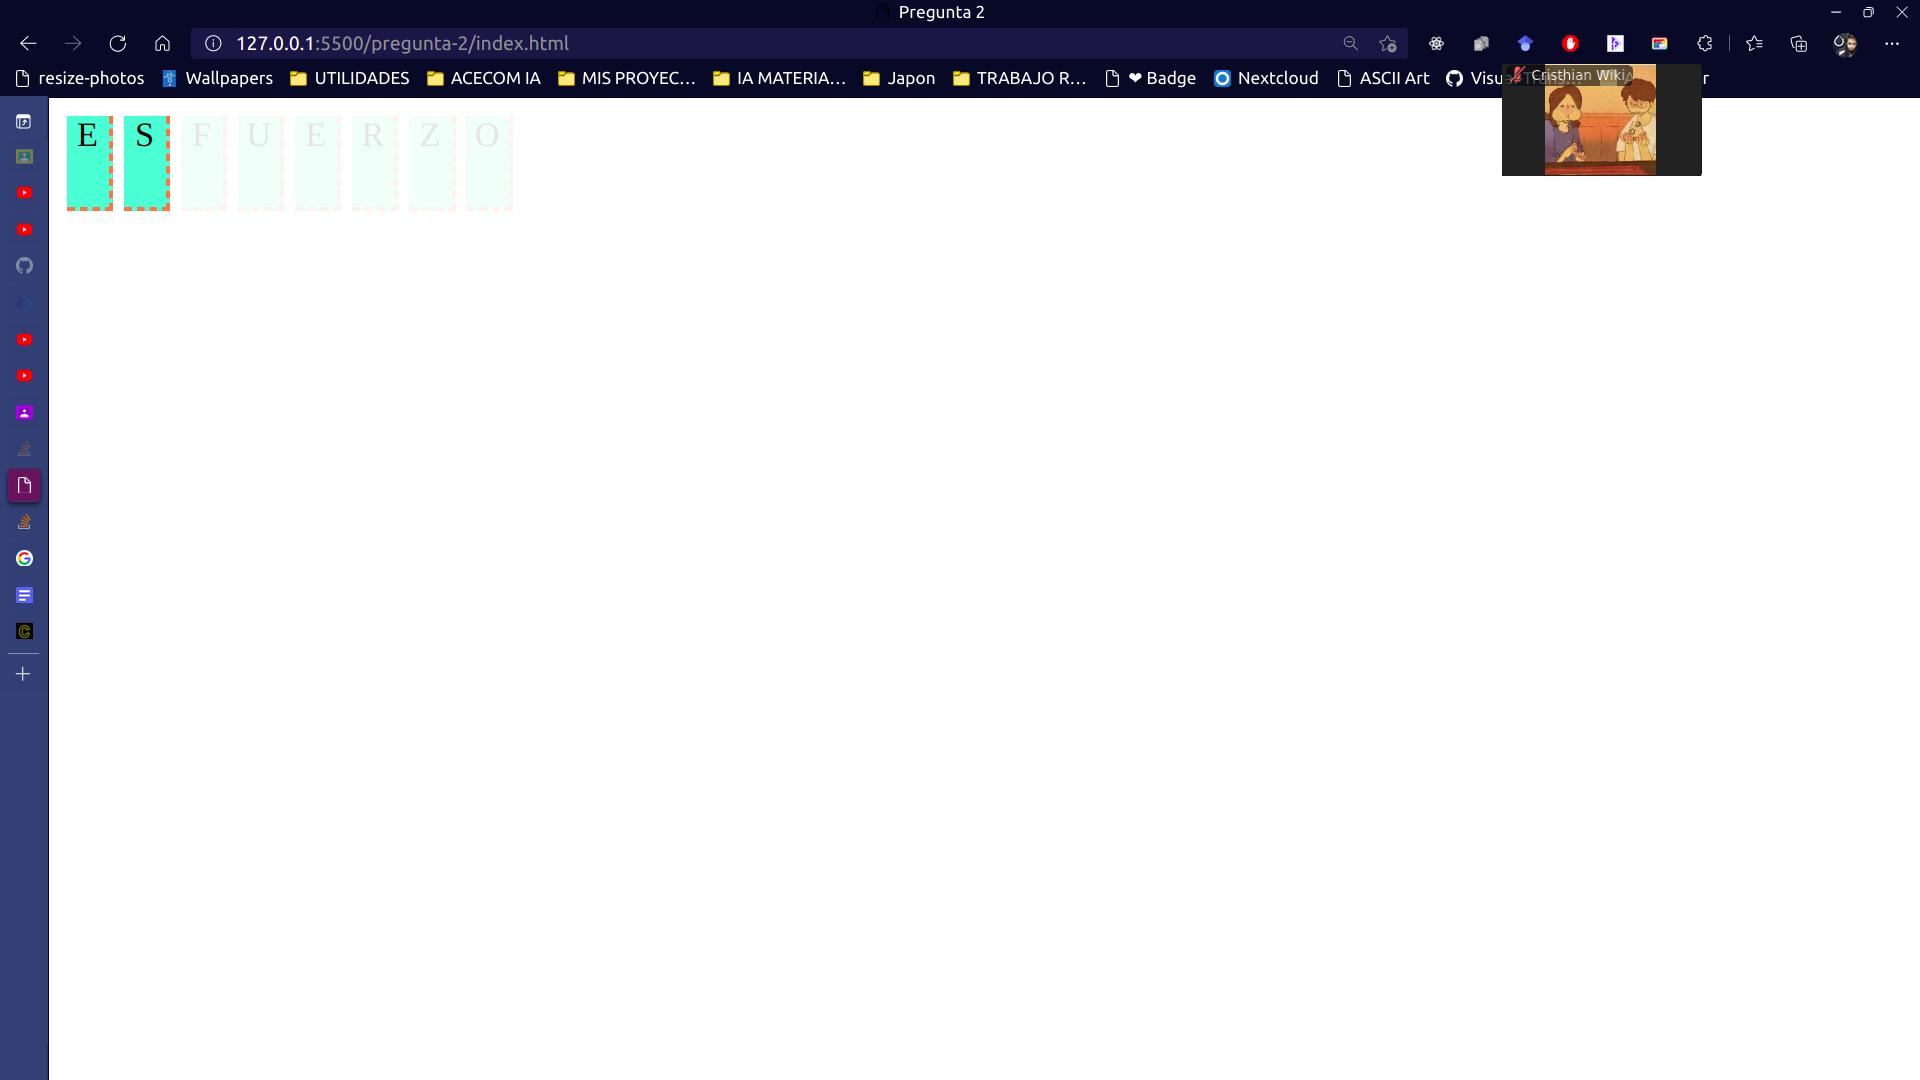 Pregunta 2
127.0.0.1:5500/pregunta-2/index.html
resize-photos Wallpapers UTILIDADES ACECOM IA MIS PROYEC... IA MATERIA... Japon TRABAJO R... ❤ Badge Nextcloud ASCII Art
Cristhian Wiki
E S F U E R Z O